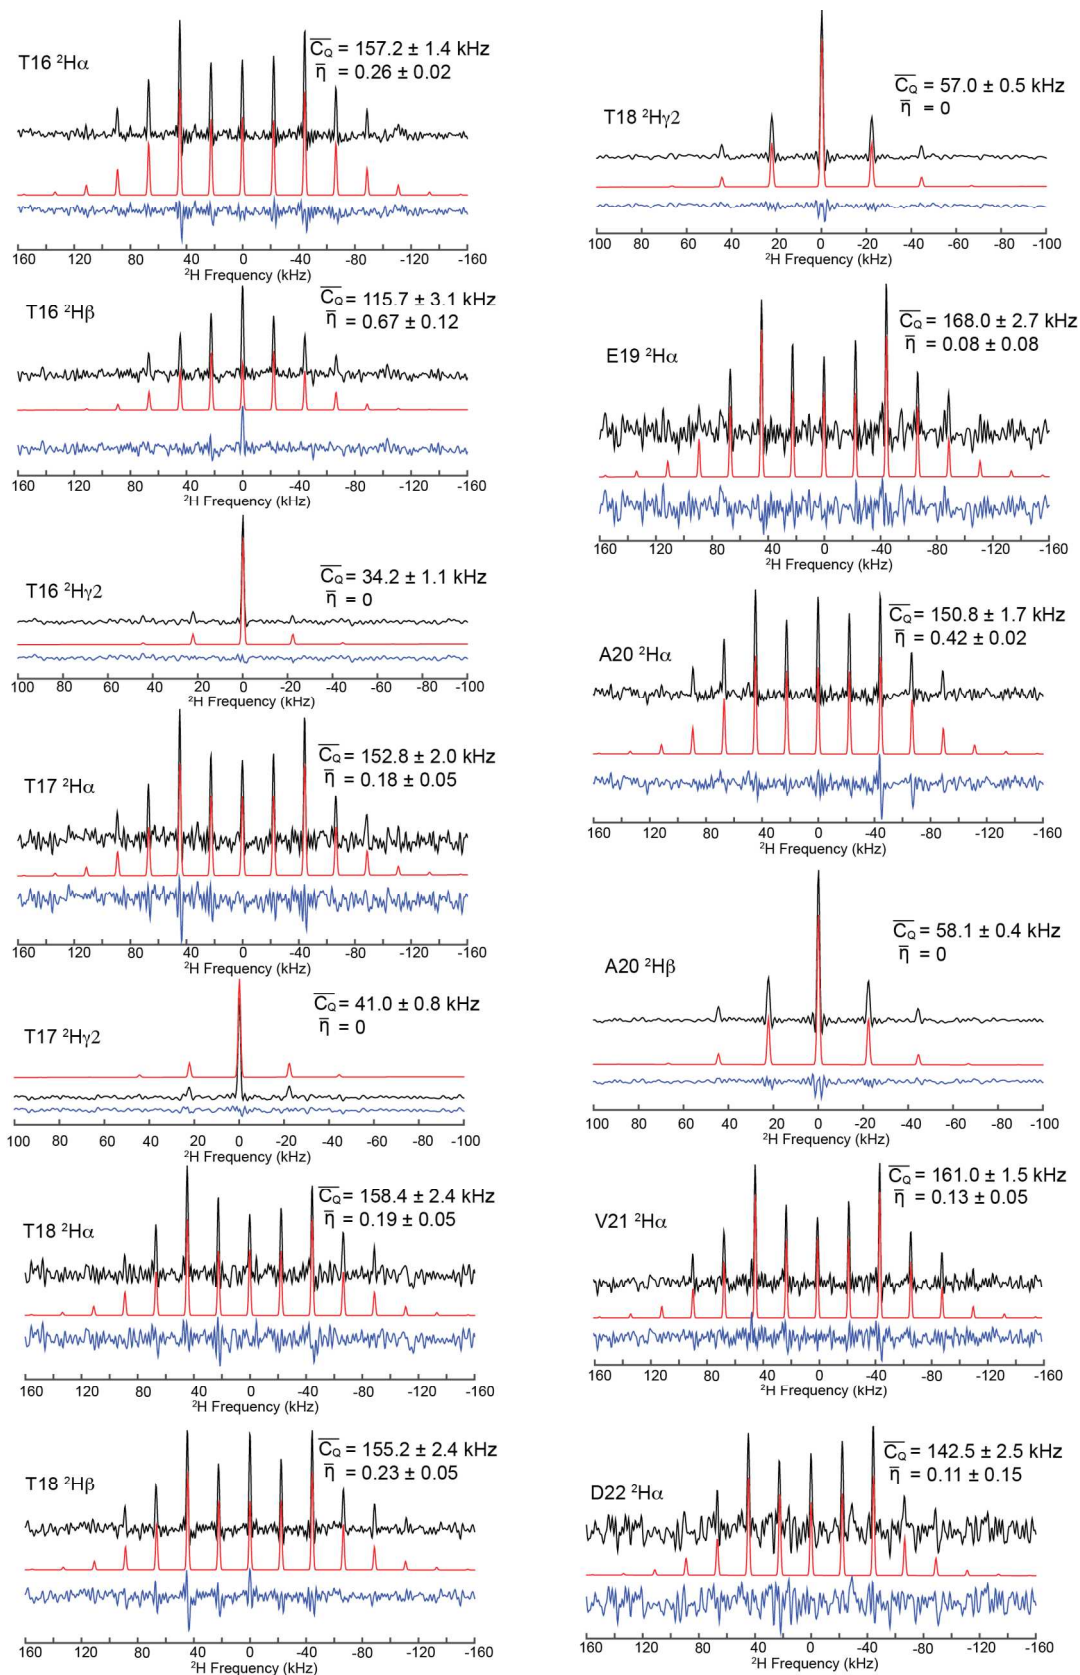 T16 ²Hα
C̅Q = 157.2 ± 1.4 kHz
η̅ = 0.26 ± 0.02
160 120 80 40 0 -40 -80 -120 -160
²H Frequency (kHz)
T16 ²Hβ
C̅Q = 115.7 ± 3.1 kHz
η̅ = 0.67 ± 0.12
160 120 80 40 0 -40 -80 -120 -160
²H Frequency (kHz)
T16 ²Hγ2
C̅Q = 34.2 ± 1.1 kHz
η̅ = 0
100 80 60 40 20 0 -20 -40 -60 -80 -100
²H Frequency (kHz)
T17 ²Hα
C̅Q = 152.8 ± 2.0 kHz
η̅ = 0.18 ± 0.05
160 120 80 40 0 -40 -80 -120 -160
²H Frequency (kHz)
T17 ²Hγ2
C̅Q = 41.0 ± 0.8 kHz
η̅ = 0
100 80 60 40 20 0 -20 -40 -60 -80 -100
²H Frequency (kHz)
T18 ²Hα
C̅Q = 158.4 ± 2.4 kHz
η̅ = 0.19 ± 0.05
160 120 80 40 0 -40 -80 -120 -160
²H Frequency (kHz)
T18 ²Hβ
C̅Q = 155.2 ± 2.4 kHz
η̅ = 0.23 ± 0.05
160 120 80 40 0 -40 -80 -120 -160
²H Frequency (kHz)
T18 ²Hγ2
C̅Q = 57.0 ± 0.5 kHz
η̅ = 0
100 80 60 40 20 0 -20 -40 -60 -80 -100
²H Frequency (kHz)
E19 ²Hα
C̅Q = 168.0 ± 2.7 kHz
η̅ = 0.08 ± 0.08
160 120 80 40 0 -40 -80 -120 -160
²H Frequency (kHz)
A20 ²Hα
C̅Q = 150.8 ± 1.7 kHz
η̅ = 0.42 ± 0.02
160 120 80 40 0 -40 -80 -120 -160
²H Frequency (kHz)
A20 ²Hβ
C̅Q = 58.1 ± 0.4 kHz
η̅ = 0
100 80 60 40 20 0 -20 -40 -60 -80 -100
²H Frequency (kHz)
V21 ²Hα
C̅Q = 161.0 ± 1.5 kHz
η̅ = 0.13 ± 0.05
160 120 80 40 0 -40 -80 -120 -160
²H Frequency (kHz)
D22 ²Hα
C̅Q = 142.5 ± 2.5 kHz
η̅ = 0.11 ± 0.15
160 120 80 40 0 -40 -80 -120 -160
²H Frequency (kHz)